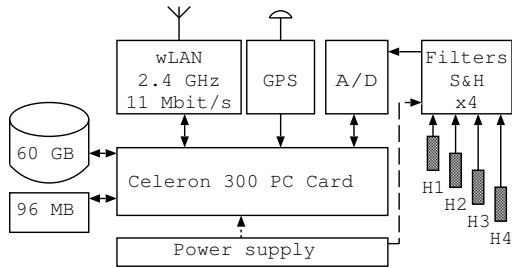 wLAN
2.4 GHz
11 Mbit/s
GPS
A/D
Filters
S&H
x4
60 GB
96 MB
Celeron 300 PC Card
Power supply
H1
H2
H3
H4